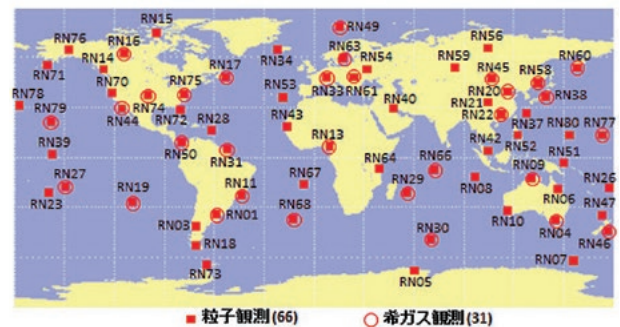 RN15
RN49
RN76
RN16
RN63
RN56
RN14
RN17
RN34
RN54
RN59
RN60
RN71
RN45
RN58
RN78
RN70
RN75
RN53
RN33
RN61
RN20
RN79
RN74
RN40
RN21
RN38
RN44
RN72
RN28
RN43
RN22
RN37
RN80
RN77
RN39
RN50
RN31
RN13
RN42
RN52
RN51
RN64
RN66
RN27
RN19
RN11
RN67
RN29
RN08
RN09
RN26
RN23
RN06
RN47
RN03
RN01
RN68
RN10
RN04
RN18
RN30
RN46
RN73
RN05
RN07
粒子観測(66) 希ガス観測(31)